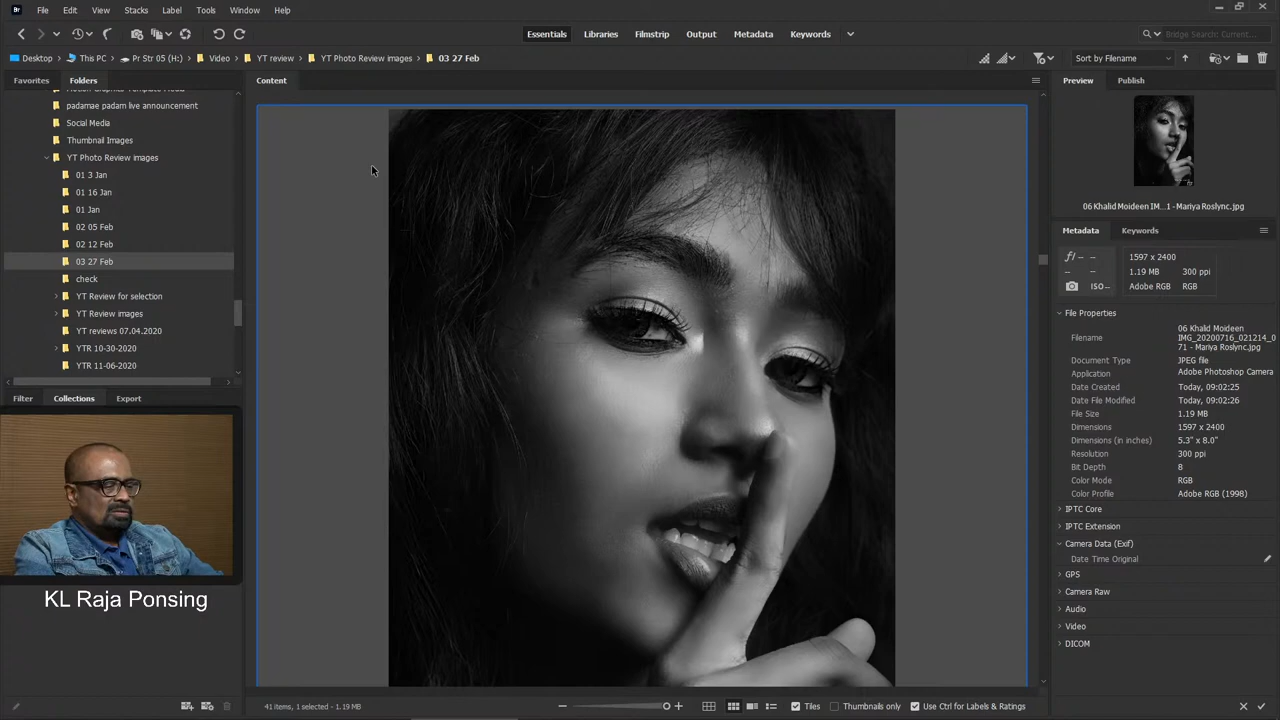 Br File Edit View Stacks Label Tools Window Help
Essentials Libraries Filmstrip Output Metadata Keywords
Bridge Search: Current...
Desktop This PC Pr Str 05 (H:) Video YT review YT Photo Review images 03 27 Feb
Sort by Filename
Favorites Folders
Content
Preview Publish
padamae padam live announcement
Social Media
Thumbnail Images
YT Photo Review images
01 3 Jan
01 16 Jan
01 Jan
02 05 Feb
02 12 Feb
03 27 Feb
check
YT Review for selection
YT Review images
YT reviews 07.04.2020
YTR 10-30-2020
YTR 11-06-2020
Filter Collections Export
KL Raja Ponsing
06 Khalid Moideen IM...1 - Mariya Roslync.jpg
Metadata Keywords
ƒ/ -- --
-- --
ISO--
1597 x 2400
1.19 MB 300 ppi
Adobe RGB RGB
File Properties
Filename 06 Khalid Moideen
IMG_20200716_021214_0
71 - Mariya Roslync.jpg
Document Type JPEG file
Application Adobe Photoshop Camera
Date Created Today, 09:02:25
Date File Modified Today, 09:02:26
File Size 1.19 MB
Dimensions 1597 x 2400
Dimensions (in inches) 5.3" x 8.0"
Resolution 300 ppi
Bit Depth 8
Color Mode RGB
Color Profile Adobe RGB (1998)
IPTC Core
IPTC Extension
Camera Data (Exif)
Date Time Original
GPS
Camera Raw
Audio
Video
DICOM
41 items, 1 selected - 1.19 MB
Tiles Thumbnails only Use Ctrl for Labels & Ratings